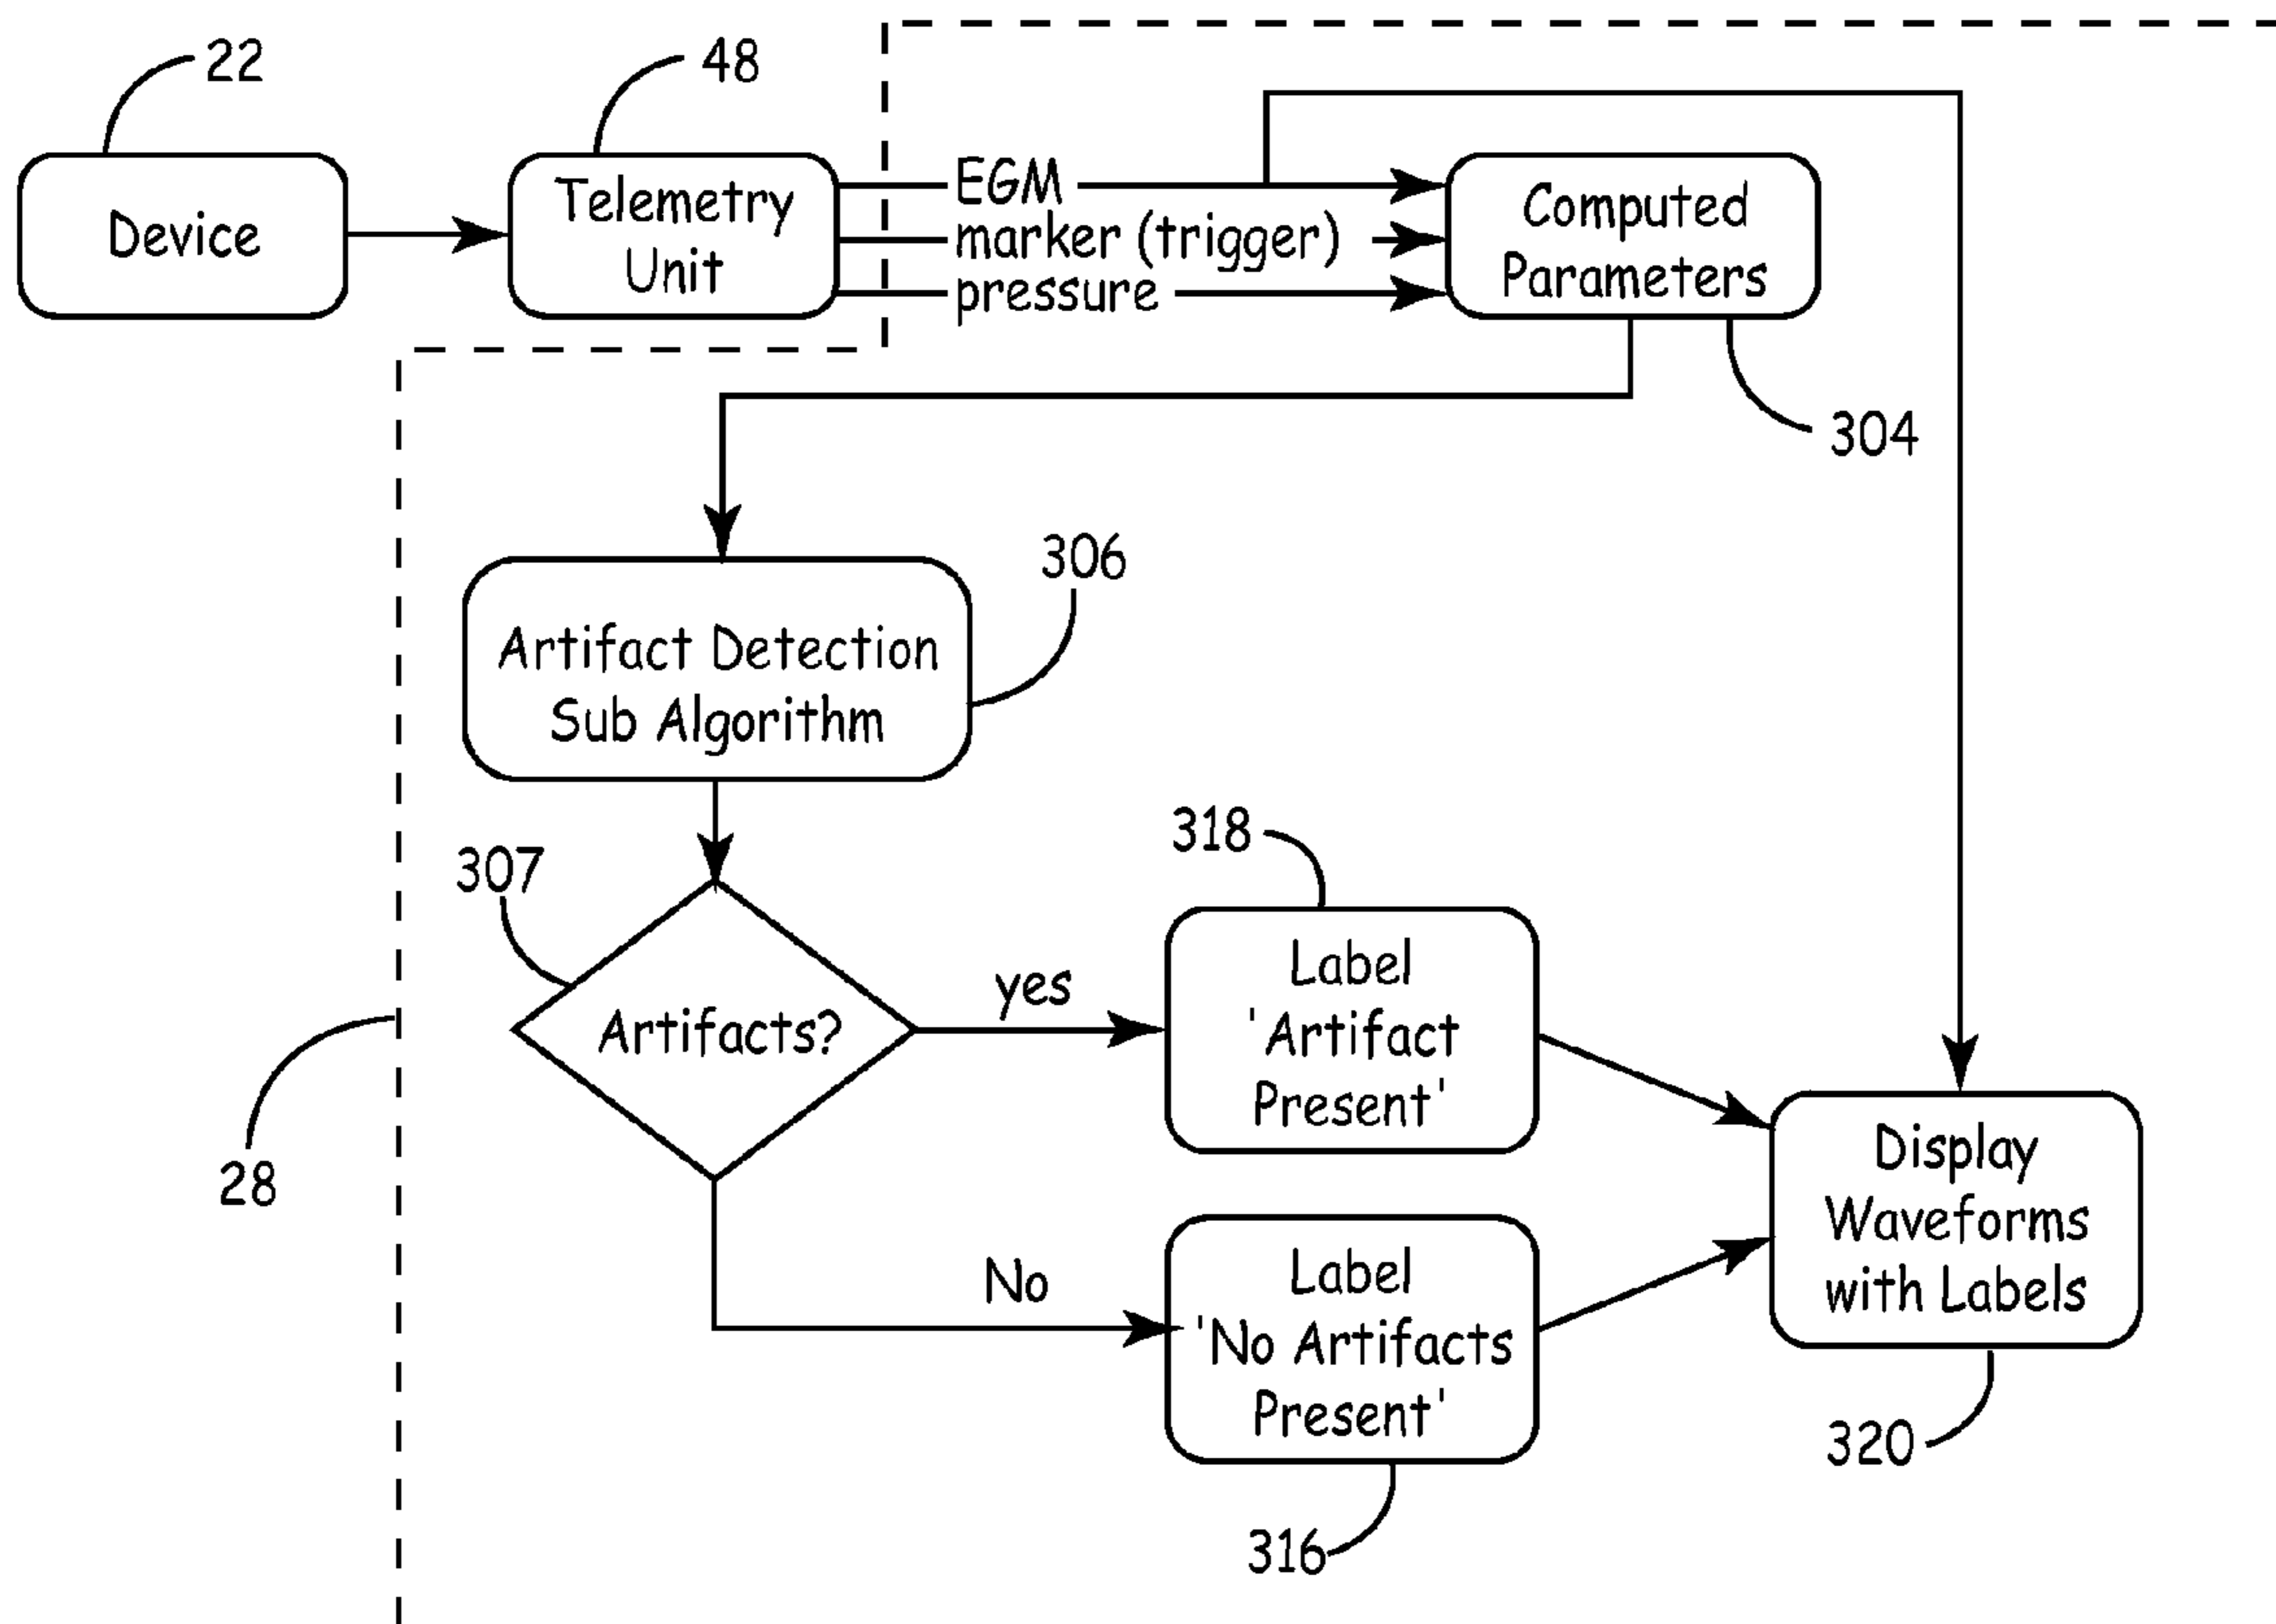 22
48
Device
Telemetry
Unit
EGM
marker (trigger)
pressure
Computed
Parameters
304
306
Artifact Detection
Sub Algorithm
307
318
Artifacts?
yes
Label
'Artifact
Present'
28
No
Label
'No Artifacts
Present'
Display
Waveforms
with Labels
320
316